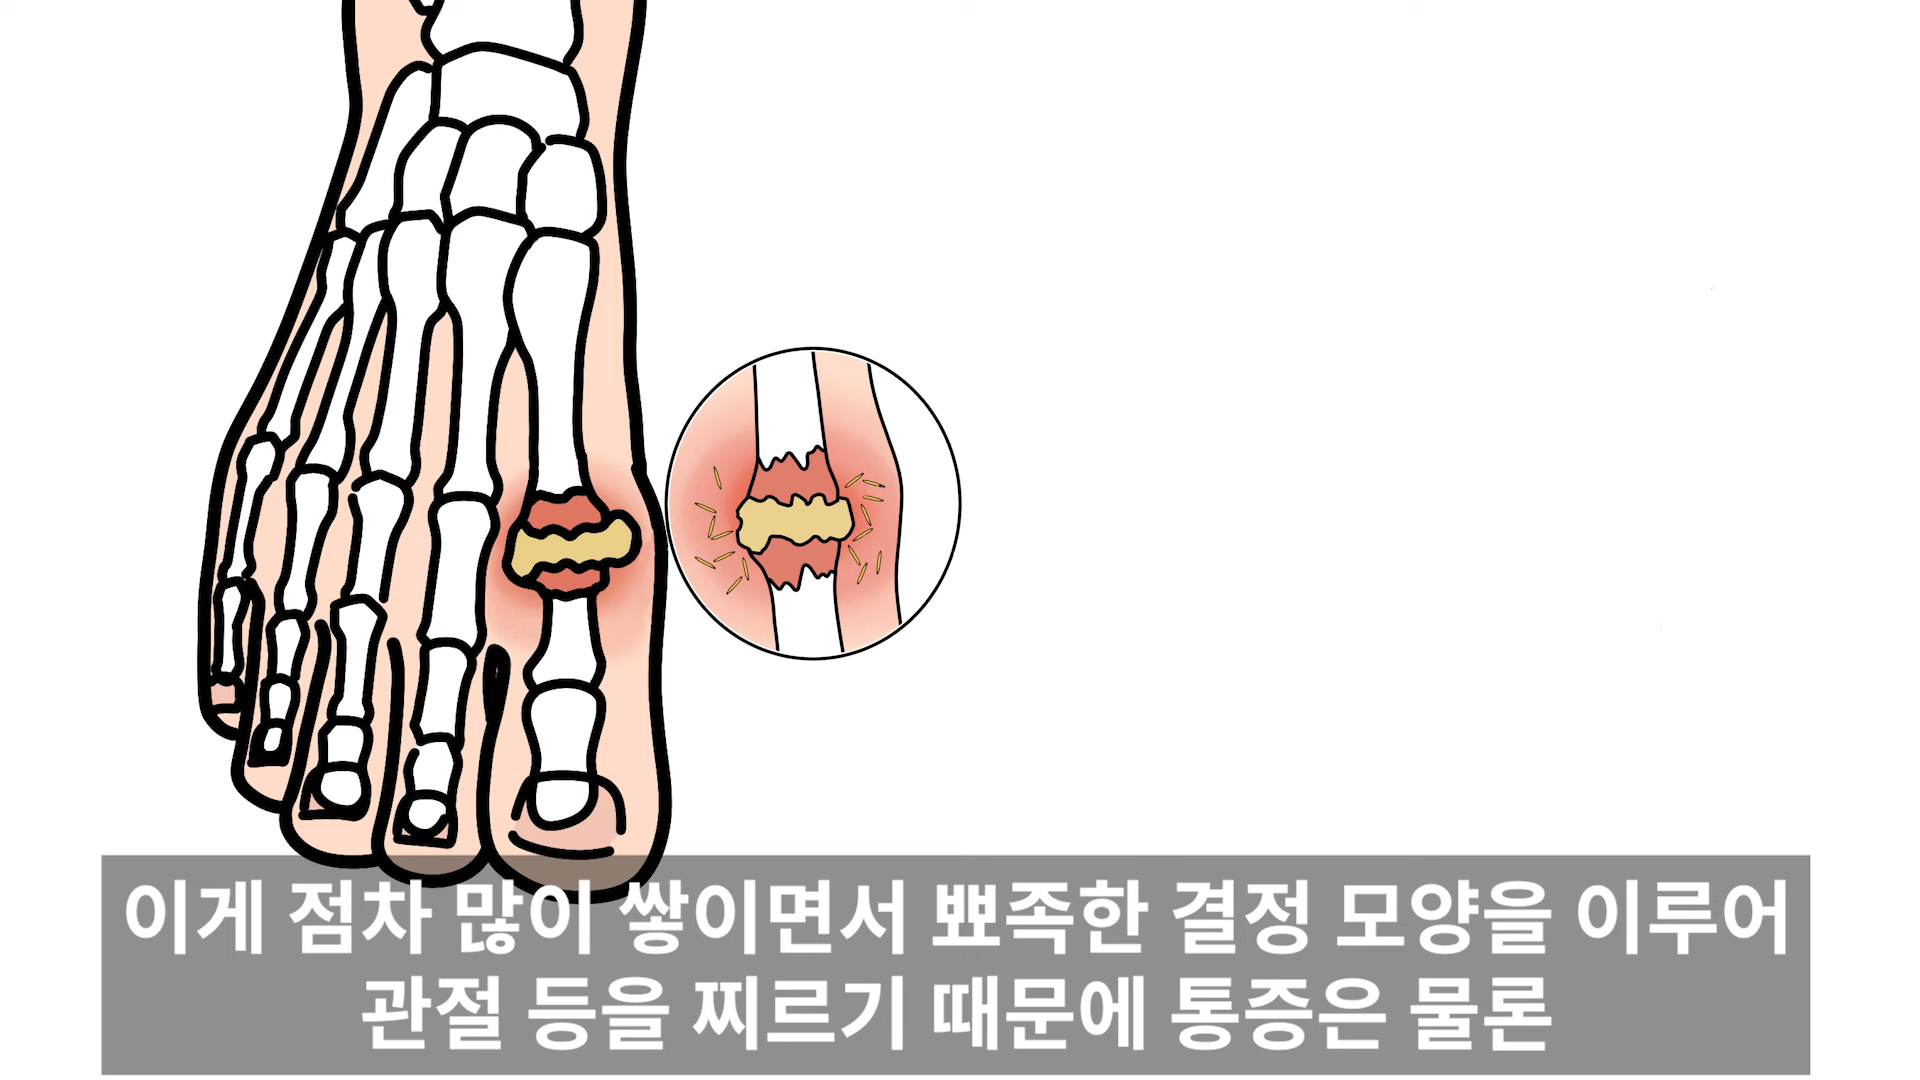 이게 점차 많이 쌓이면서 뾰족한 결정 모양을 이루어
관절 등을 찌르기 때문에 통증은 물론